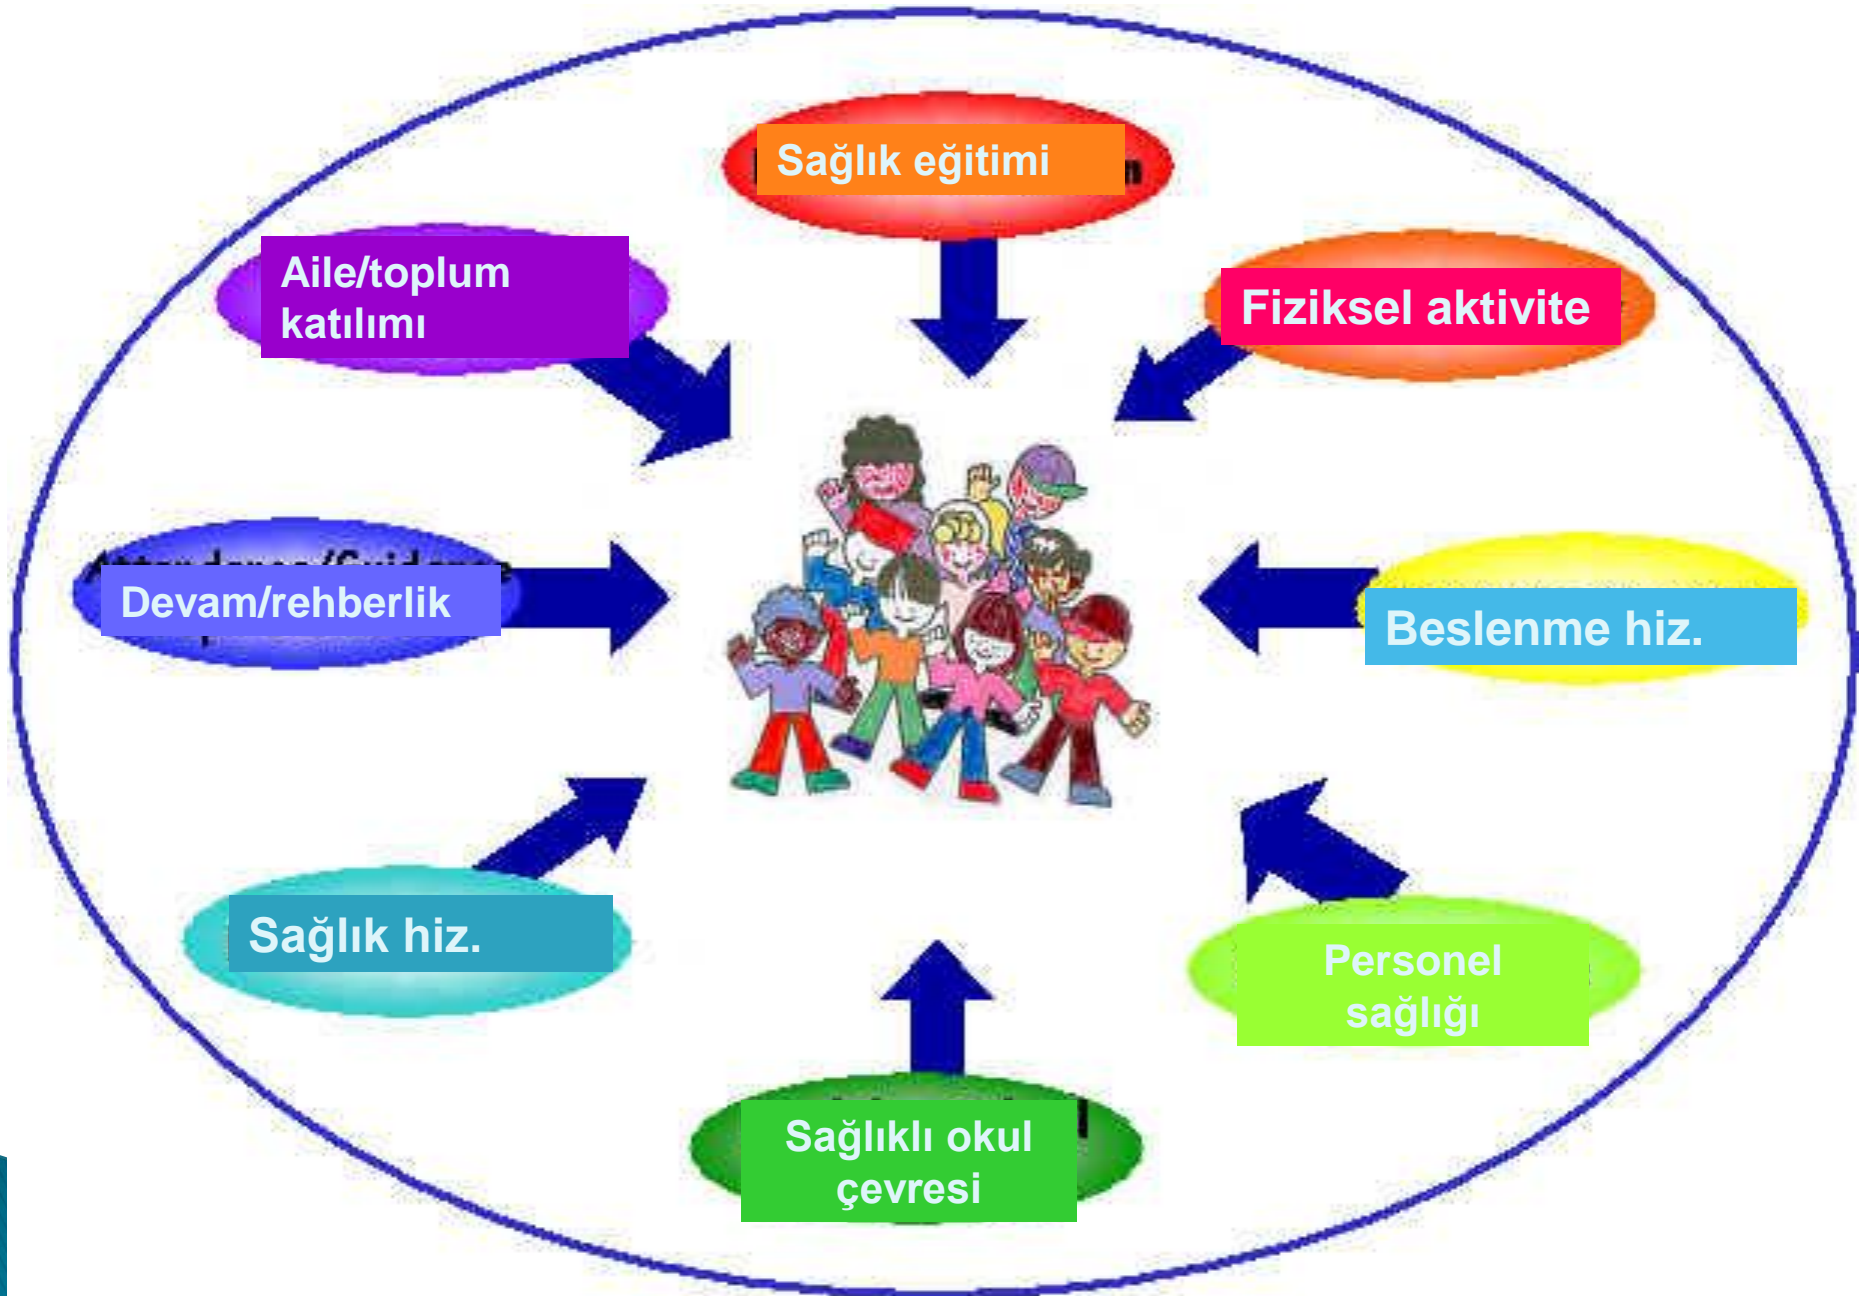 Sağlık eğitimi
Aile/toplum
katılımı
Fiziksel aktivite
Devam/rehberlik
Beslenme hiz.
Sağlık hiz.
Personel
sağlığı
Sağlıklı okul
çevresi